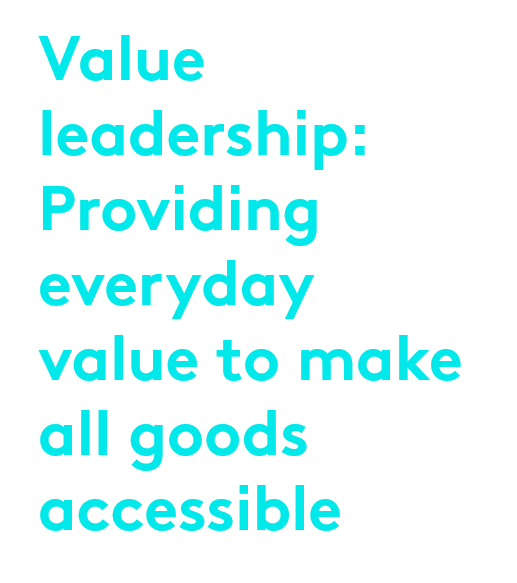 Value
leadership:
Providing
everyday
value to make
all goods
accessible